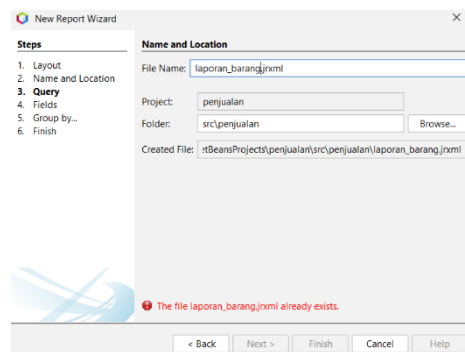 New Report Wizard
Steps
1. Layout
2. Name and Location
3. Query
4. Fields
5. Group by...
6. Finish
Name and Location
File Name: laporan_barang.jrxml
Project: penjualan
Folder: src\penjualan Browse...
Created File: :tBeansProjects\penjualan\src\penjualan\laporan_barang.jrxml
The file laporan_barang.jrxml already exists.
< Back Next > Finish Cancel Help